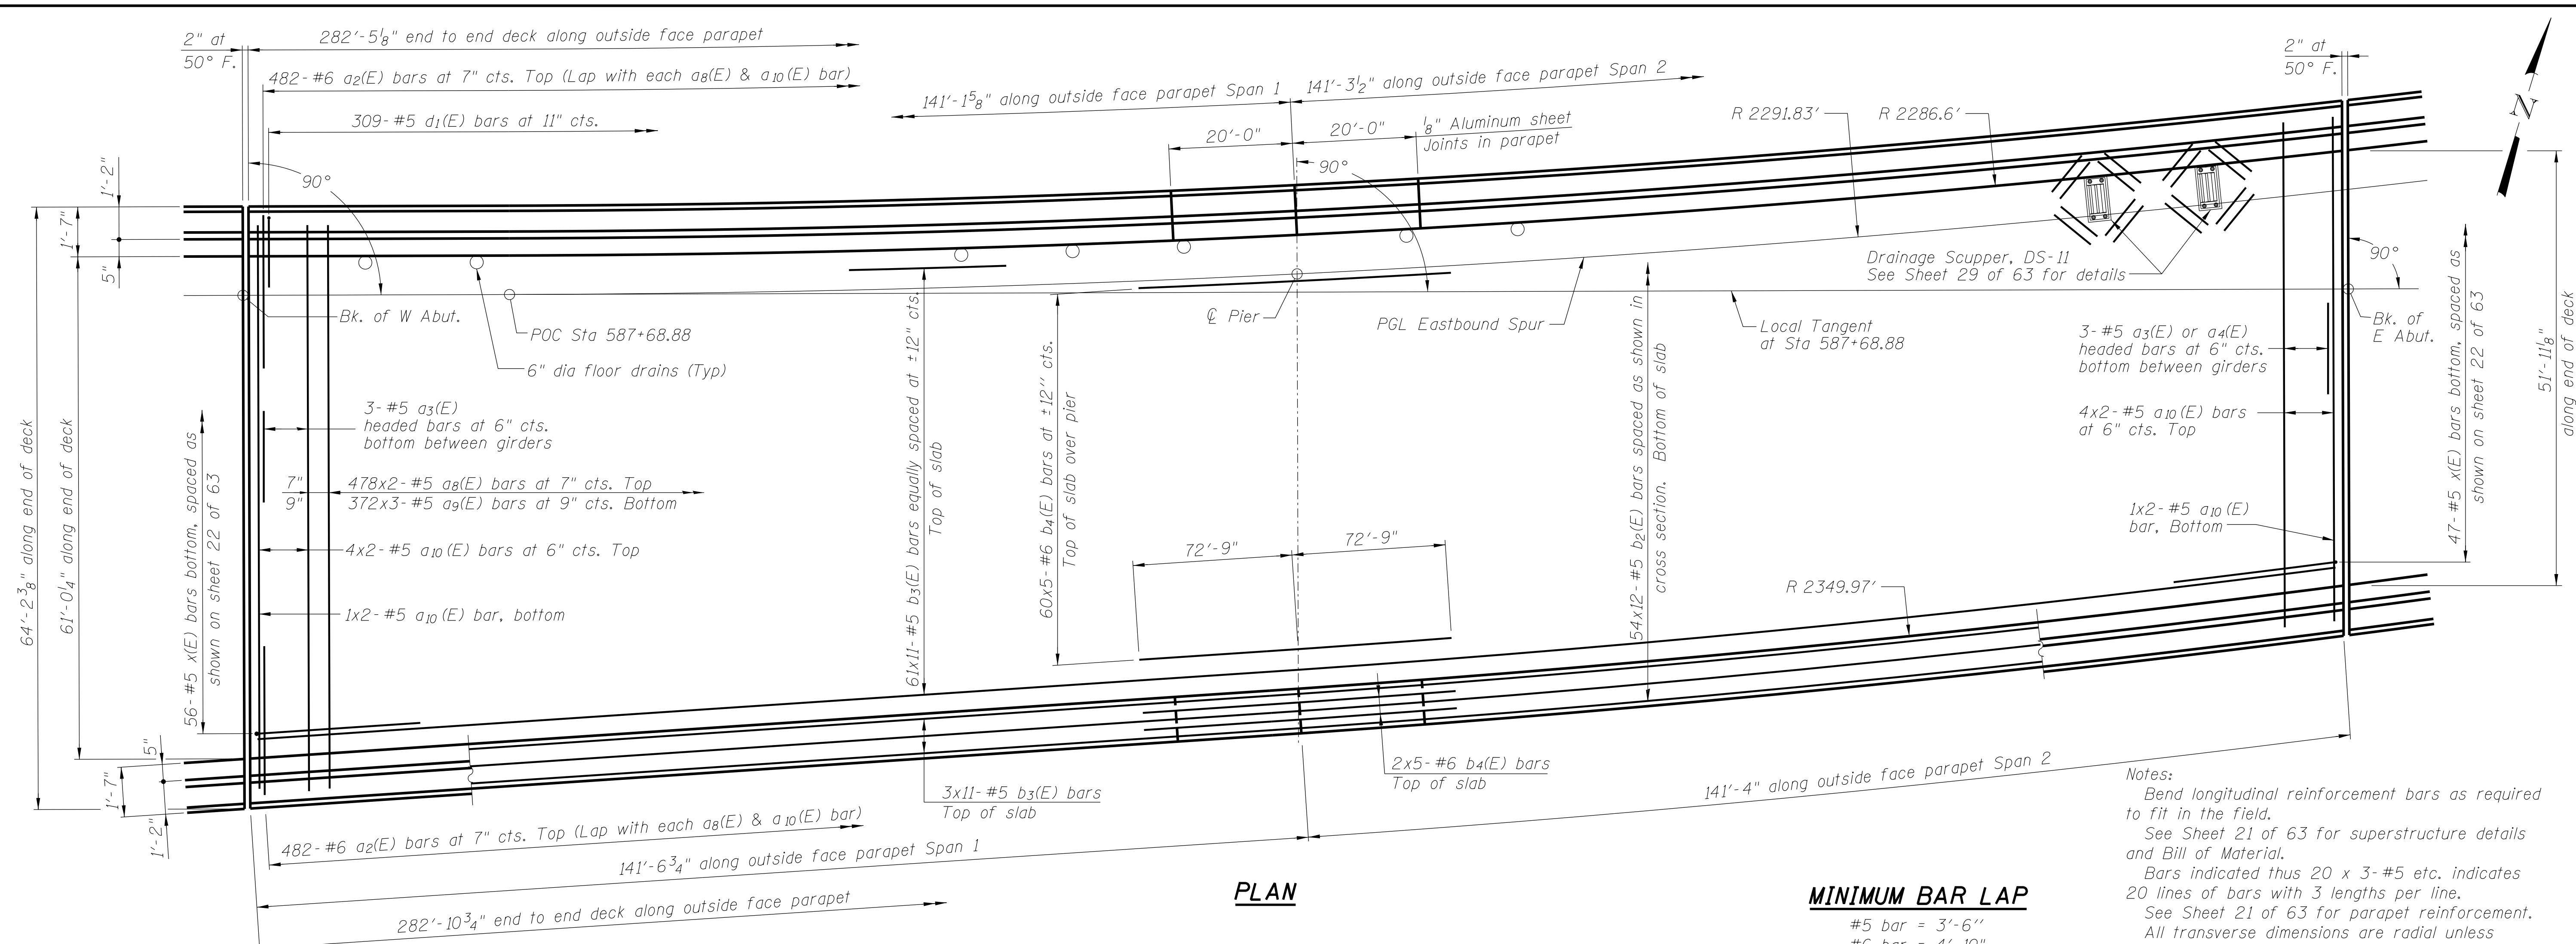 2" at
50° F.
282'-5 1/8" end to end deck along outside face parapet
482-#6 a2(E) bars at 7" cts. Top (Lap with each a8(E) & a10(E) bar)
309-#5 d1(E) bars at 11" cts.
141'-1 5/8" along outside face parapet Span 1
141'-3 1/2" along outside face parapet Span 2
20'-0"
20'-0"
1/8" Aluminum sheet
Joints in parapet
R 2291.83'
R 2286.6'
2" at
50° F.
N
90°
90°
90°
1'-2"
1'-7"
5"
Bk. of W Abut.
POC Sta 587+68.88
6" dia floor drains (Typ)
℄ Pier
PGL Eastbound Spur
Local Tangent
at Sta 587+68.88
Drainage Scupper, DS-11
See Sheet 29 of 63 for details
Bk. of
E Abut.
3-#5 a3(E) or a4(E)
headed bars at 6" cts.
bottom between girders
4x2-#5 a10(E) bars
at 6" cts. Top
1x2-#5 a10(E)
bar, Bottom
47-#5 x(E) bars bottom, spaced as
shown on sheet 22 of 63
51'-11 1/8"
along end of deck
64'-2 3/8" along end of deck
61'-0 1/4" along end of deck
56-#5 x(E) bars bottom, spaced as
shown on sheet 22 of 63
3-#5 a3(E)
headed bars at 6" cts.
bottom between girders
7"
9"
478x2-#5 a8(E) bars at 7" cts. Top
372x3-#5 a9(E) bars at 9" cts. Bottom
4x2-#5 a10(E) bars at 6" cts. Top
1x2-#5 a10(E) bar, bottom
61x11-#5 b3(E) bars equally spaced at ±12" cts.
Top of slab
60x5-#6 b4(E) bars at ±12" cts.
Top of slab over pier
72'-9"
72'-9"
54x12-#5 b2(E) bars spaced as shown in
cross section. Bottom of slab
R 2349.97'
5"
1'-7"
1'-2"
3x11-#5 b3(E) bars
Top of slab
2x5-#6 b4(E) bars
Top of slab
482-#6 a2(E) bars at 7" cts. Top (Lap with each a8(E) & a10(E) bar)
141'-6 3/4" along outside face parapet Span 1
141'-4" along outside face parapet Span 2
282'-10 3/4" end to end deck along outside face parapet
PLAN
MINIMUM BAR LAP
#5 bar = 3'-6"
#6 bar = 4'-10"
Notes:
Bend longitudinal reinforcement bars as required
to fit in the field.
See Sheet 21 of 63 for superstructure details
and Bill of Material.
Bars indicated thus 20 x 3-#5 etc. indicates
20 lines of bars with 3 lengths per line.
See Sheet 21 of 63 for parapet reinforcement.
All transverse dimensions are radial unless